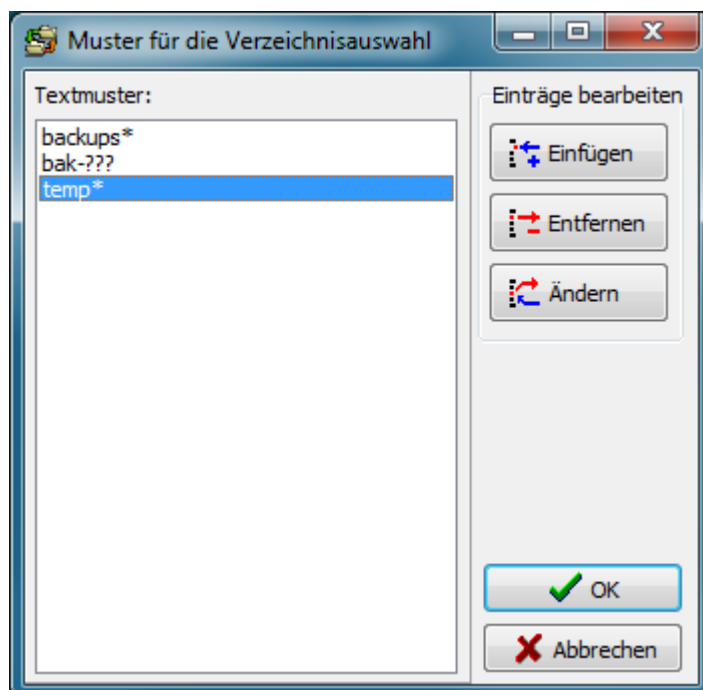 Muster für die Verzeichnisauswahl
Textmuster:
backups*
bak-???
temp*
Einträge bearbeiten
Einfügen
Entfernen
Ändern
OK
Abbrechen